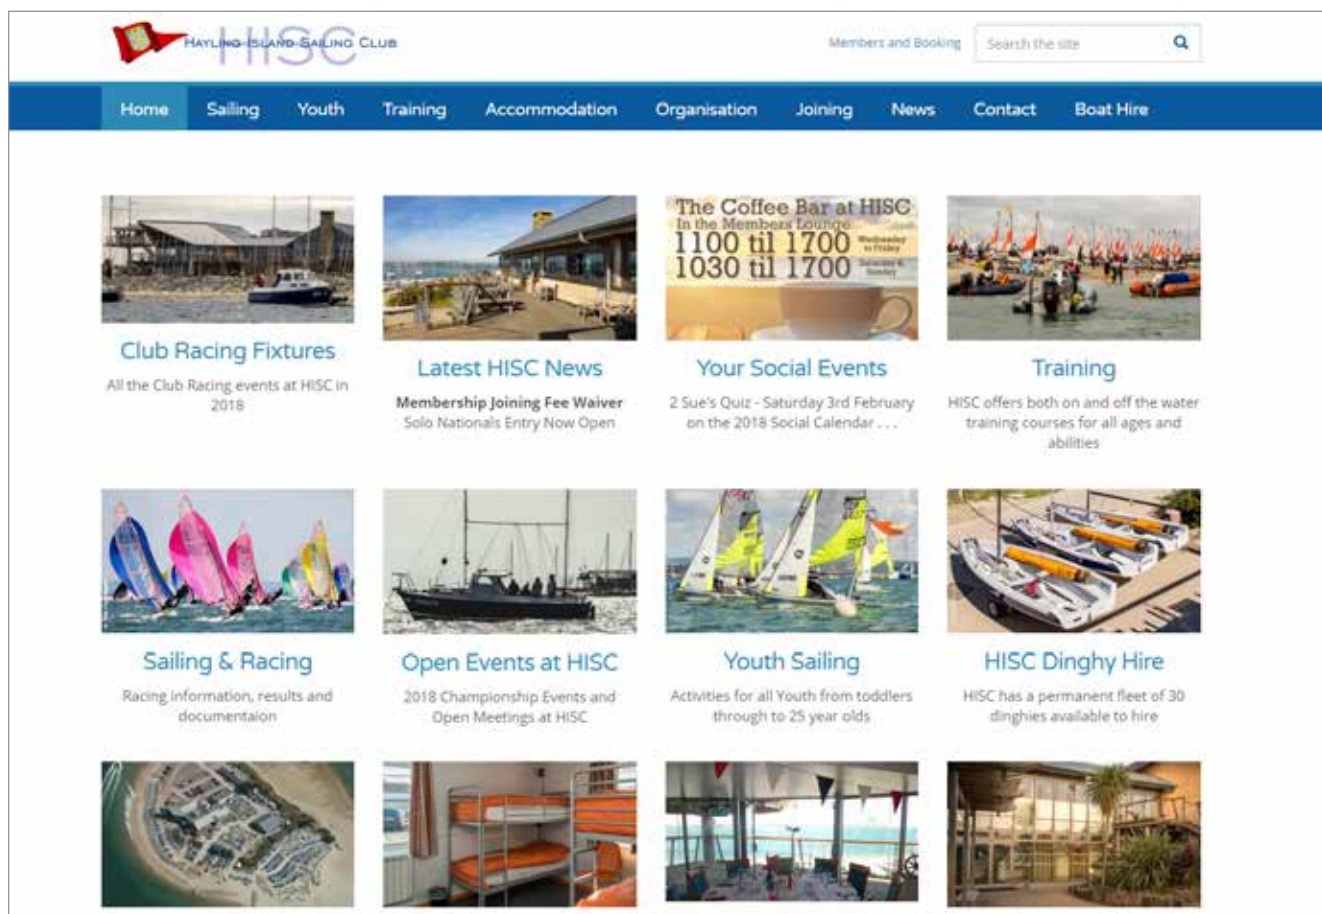 HAYLING ISLAND SAILING CLUB
HISC
Members and Booking
Search the site
Home Sailing Youth Training Accommodation Organisation Joining News Contact Boat Hire
The Coffee Bar at HISC
In the Members Lounge
1100 til 1700 Wednesday to Friday
1030 til 1700 Saturday & Sunday
Club Racing Fixtures
All the Club Racing events at HISC in
2018
Latest HISC News
Membership Joining Fee Waiver
Solo Nationals Entry Now Open
Your Social Events
2 Sue's Quiz - Saturday 3rd February
on the 2018 Social Calendar . . .
Training
HISC offers both on and off the water
training courses for all ages and
abilities
Sailing & Racing
Racing information, results and
documentaion
Open Events at HISC
2018 Championship Events and
Open Meetings at HISC
Youth Sailing
Activities for all Youth from toddlers
through to 25 year olds
HISC Dinghy Hire
HISC has a permanent fleet of 30
dinghies available to hire